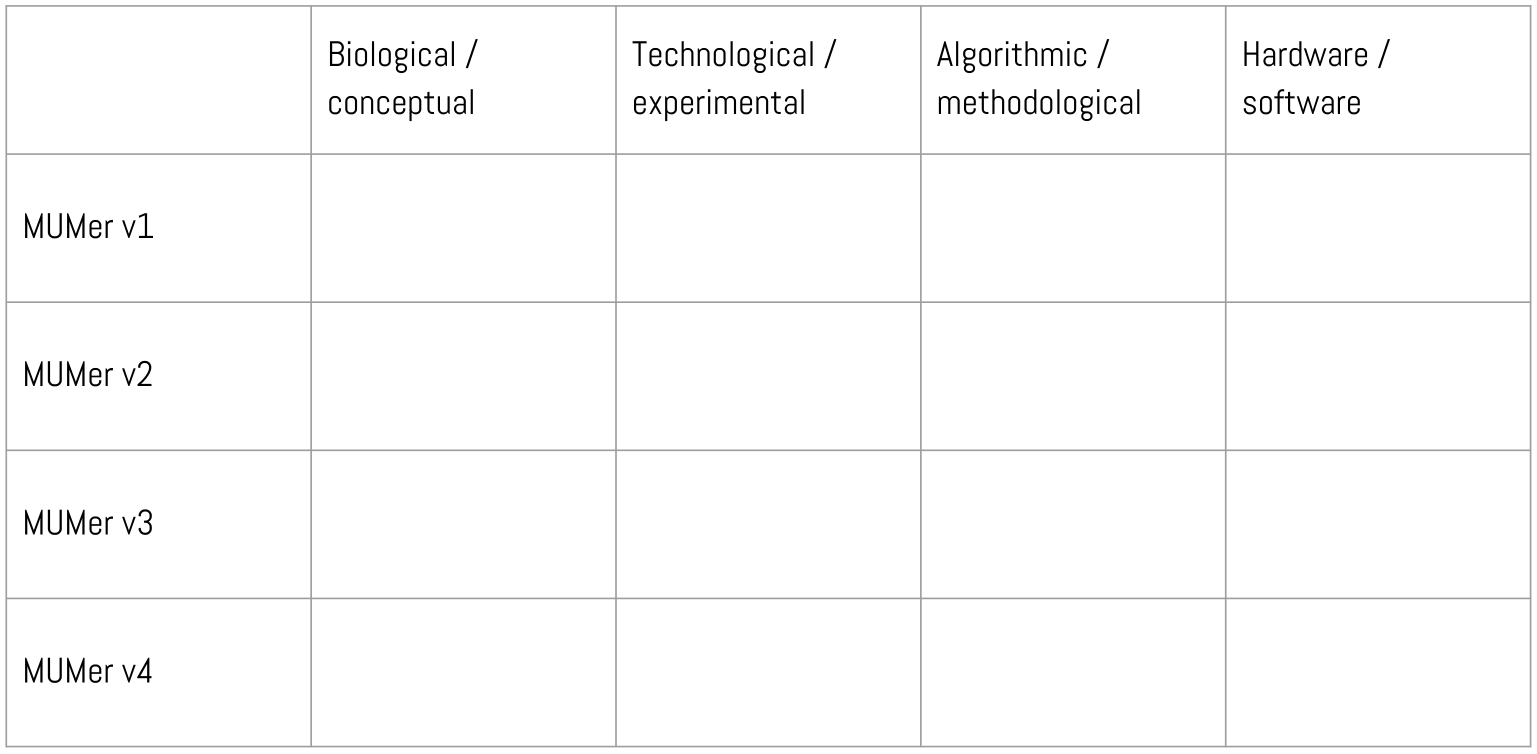 Biological /
conceptual
Technological /
experimental
Algorithmic /
methodological
Hardware /
software
MUMer v1
MUMer v2
MUMer v3
MUMer v4